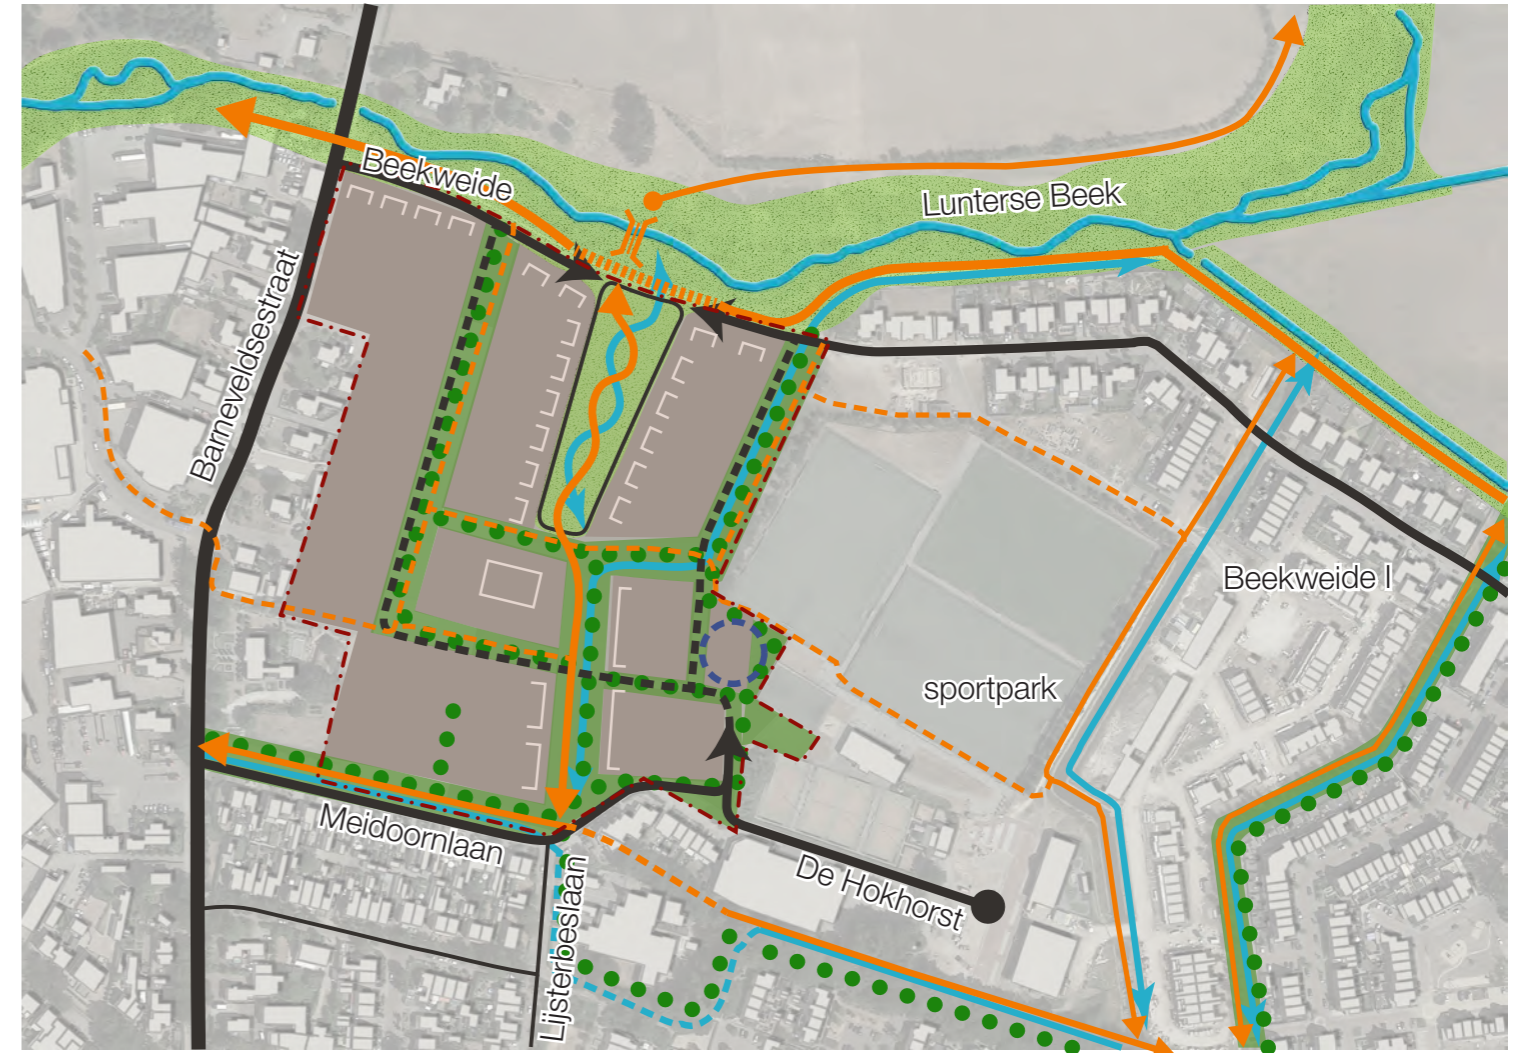 Beekweide
Lunterse Beek
Barneveldsestraat
Beekweide I
sportpark
Meidoornlaan
De Hokhorst
Lijsterbeslaan